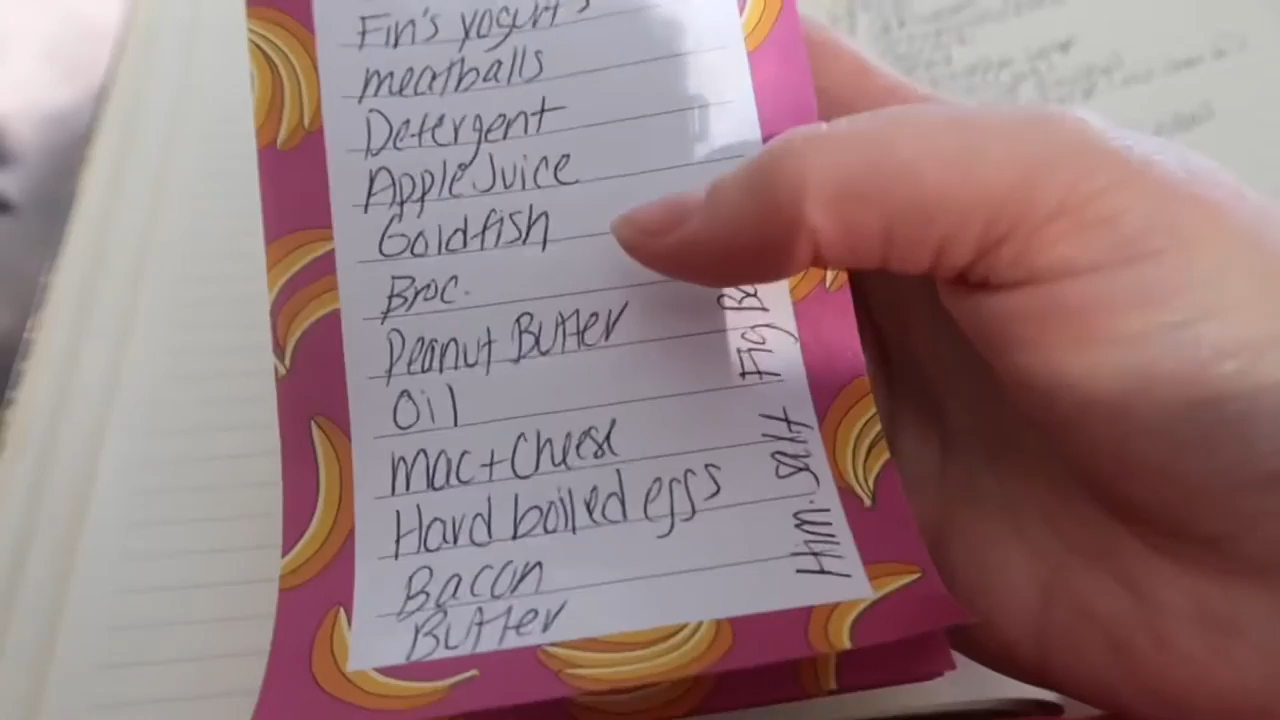 Fin's yogurt's
meatballs
Detergent
Apple Juice
Goldfish
Broc.
Peanut Butter
Oil
Mac+Cheese
Hard boiled eggs
Bacon
Butter
Him. Salt
Fig